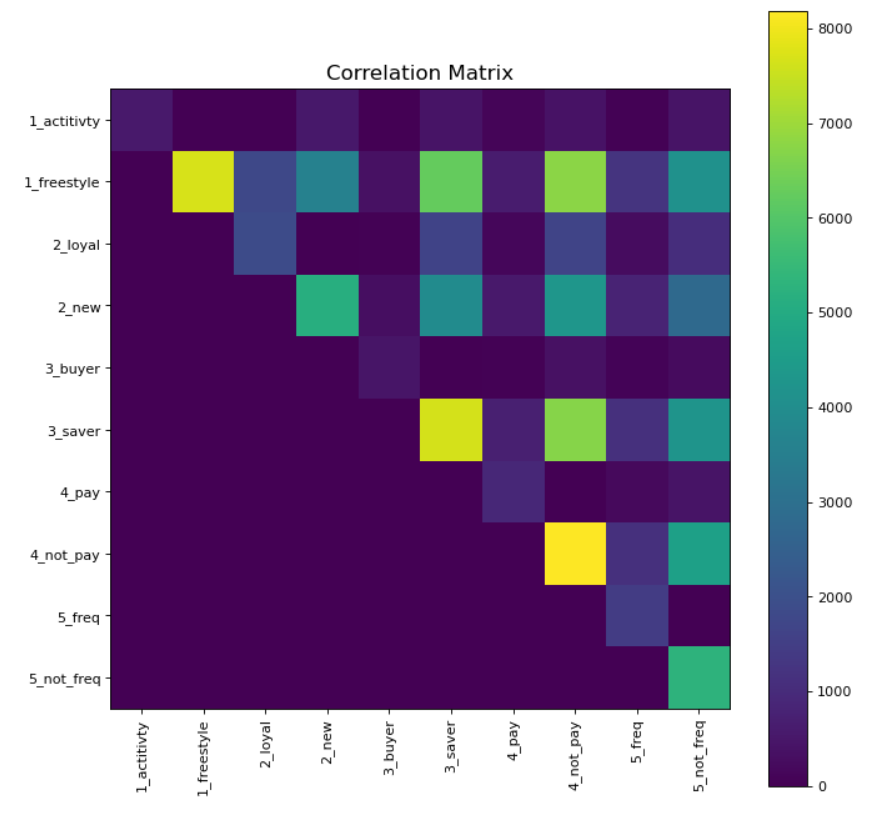 Correlation Matrix
1_actitivty
1_freestyle
2_loyal
2_new
3_buyer
3_saver
4_pay
4_not_pay
5_freq
5_not_freq
1_actitivty
1_freestyle
2_loyal
2_new
3_buyer
3_saver
4_pay
4_not_pay
5_freq
5_not_freq
8000
7000
6000
5000
4000
3000
2000
1000
0